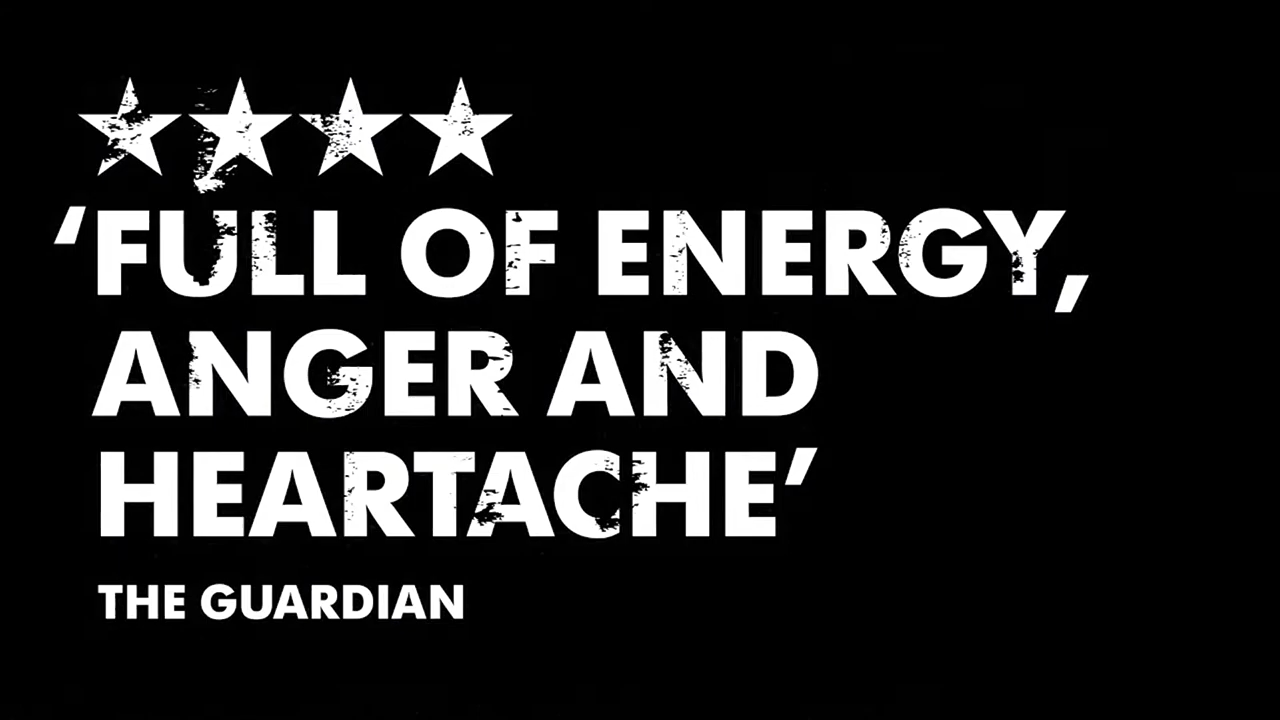 ★★★★
‘FULL OF ENERGY,
ANGER AND
HEARTACHE’
THE GUARDIAN